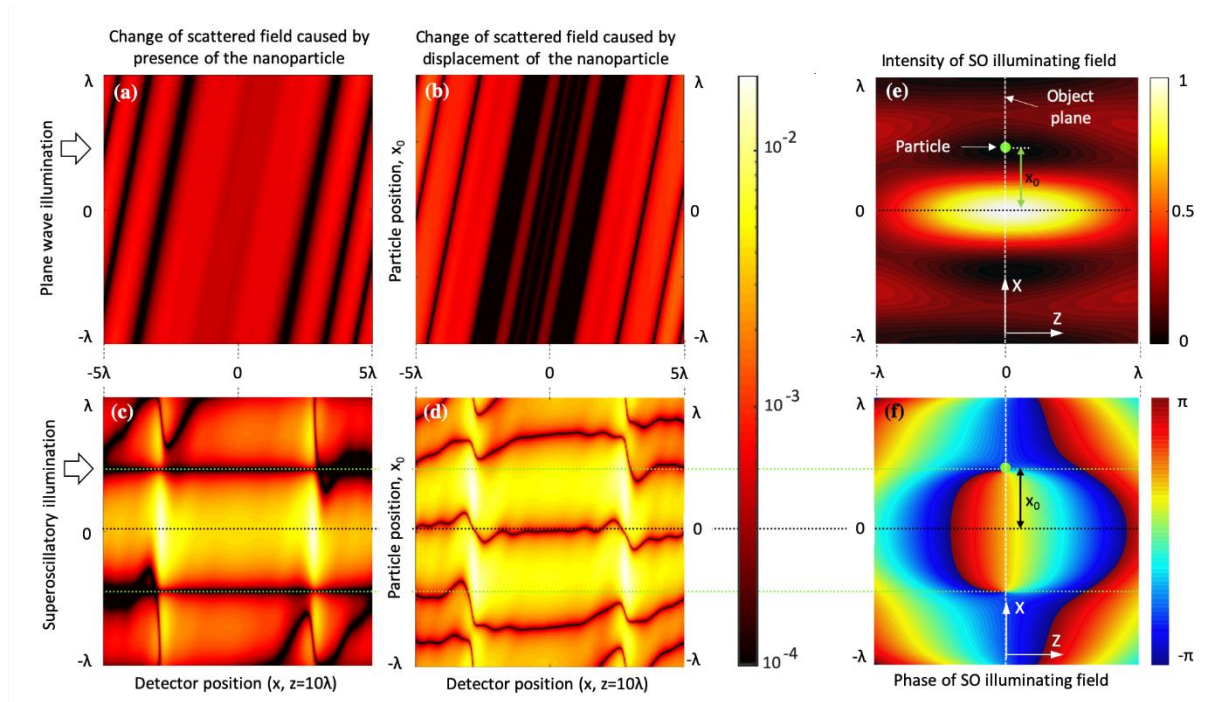 Change of scattered field caused by
presence of the nanoparticle
Change of scattered field caused by
displacement of the nanoparticle
Intensity of SO illuminating field
Plane wave illumination
λ
(a)
0
-λ
-5λ
0
5λ
Particle position, x₀
(b)
λ
0
-λ
10⁻²
10⁻³
10⁻⁴
λ
(e)
Object
plane
Particle
x₀
0
X
Z
-λ
-λ
0
λ
1
0.5
0
Superoscillatory illumination
λ
(c)
0
-λ
Detector position (x, z=10λ)
Particle position, x₀
(d)
λ
0
-λ
Detector position (x, z=10λ)
λ
(f)
x₀
0
X
Z
-λ
π
-π
Phase of SO illuminating field